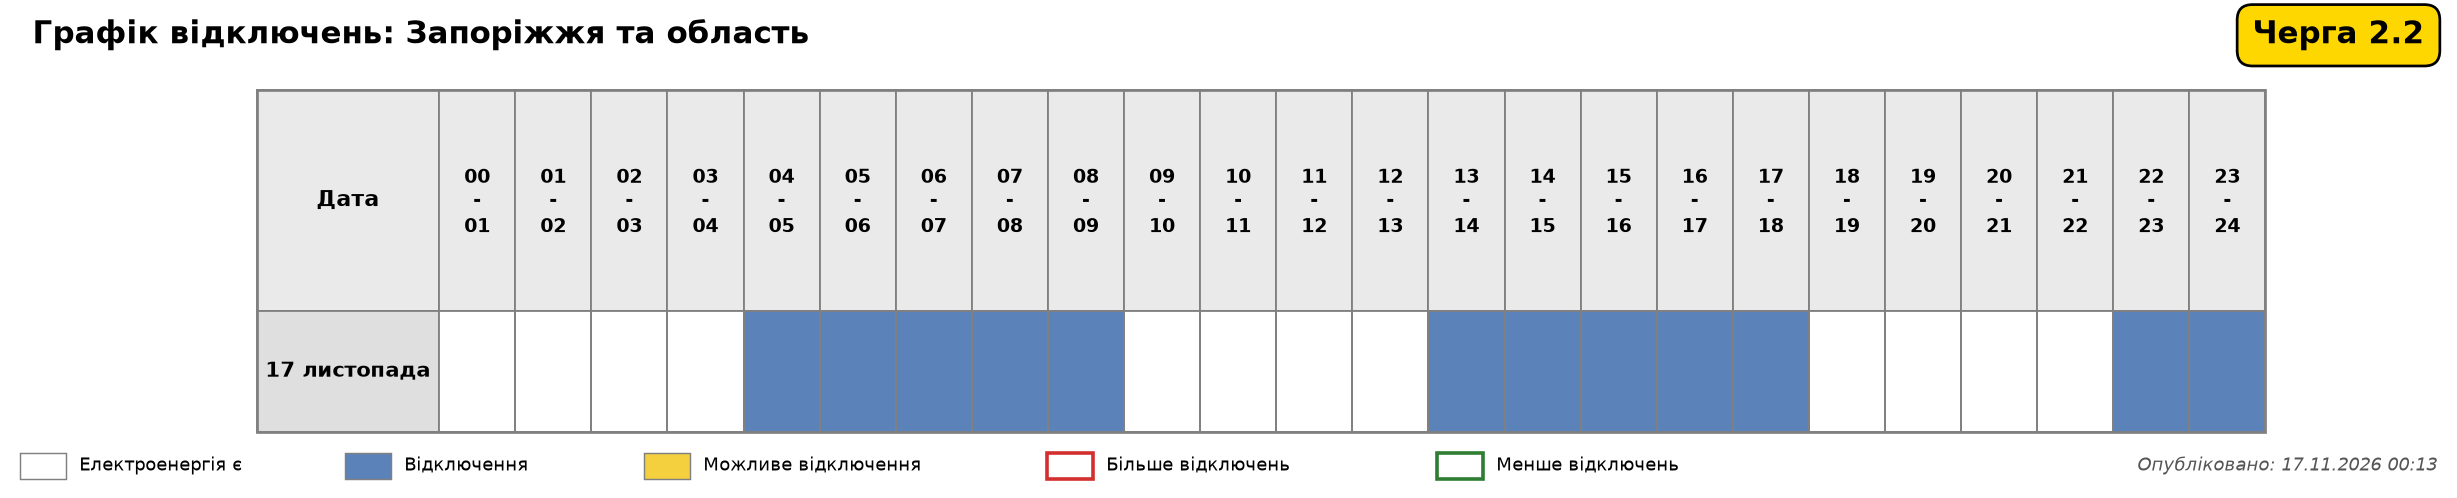 Графік відключень: Запоріжжя та область
Черга 2.2
Дата
00 - 01
01 - 02
02 - 03
03 - 04
04 - 05
05 - 06
06 - 07
07 - 08
08 - 09
09 - 10
10 - 11
11 - 12
12 - 13
13 - 14
14 - 15
15 - 16
16 - 17
17 - 18
18 - 19
19 - 20
20 - 21
21 - 22
22 - 23
23 - 24
17 листопада
Електроенергія є
Відключення
Можливе відключення
Більше відключень
Менше відключень
Опубліковано: 17.11.2026 00:13